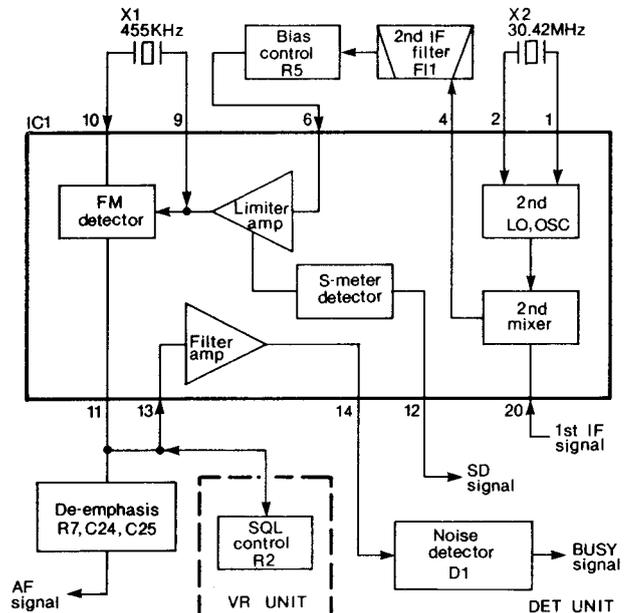 X1
455KHz
X2
30.42MHz
Bias
control
R5
2nd IF
filter
FI1
IC1
10
9
6
4
2
1
FM
detector
Limiter
amp
2nd
LO,OSC
S-meter
detector
2nd
mixer
Filter
amp
11
13
14
12
20
1st IF
signal
SD
signal
De-emphasis
R7,C24,C25
SQL
control
R2
Noise
detector
D1
BUSY
signal
AF
signal
VR UNIT
DET UNIT